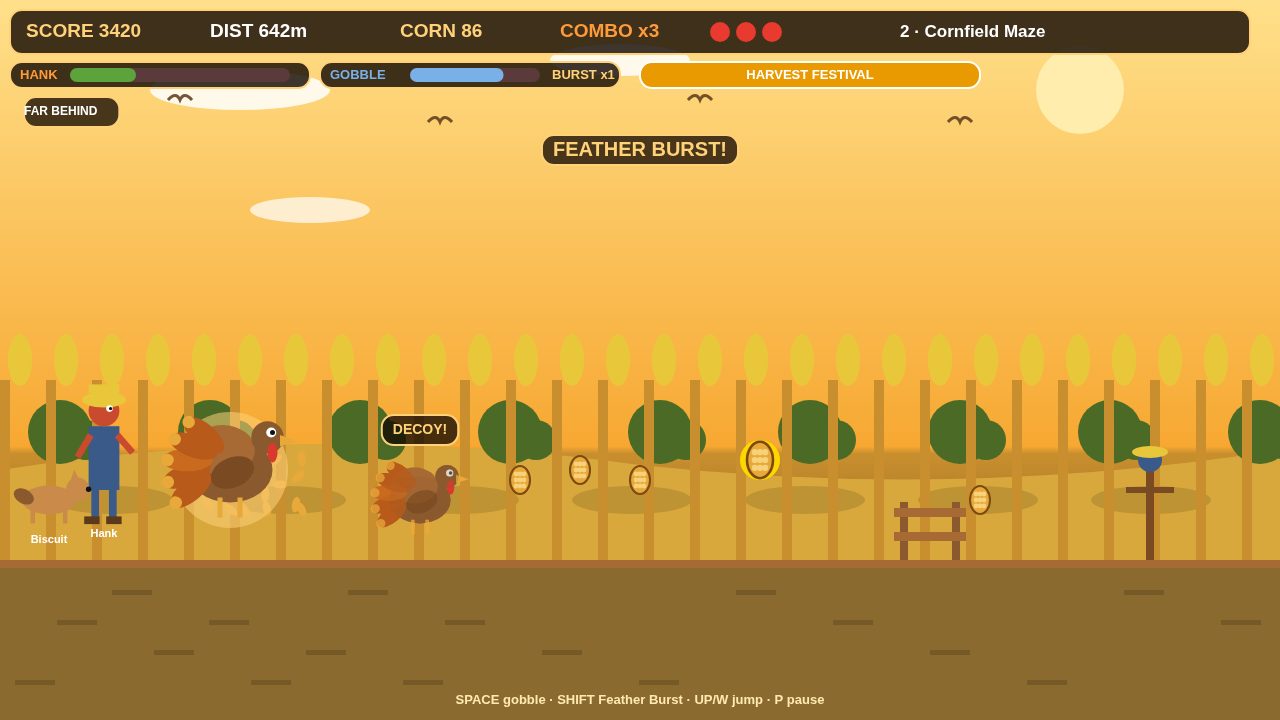 SCORE 3420 DIST 642m CORN 86 COMBO x3 2 · Cornfield Maze
HANK GOBBLE BURST x1 HARVEST FESTIVAL
FAR BEHIND
FEATHER BURST!
DECOY!
Biscuit Hank
SPACE gobble · SHIFT Feather Burst · UP/W jump · P pause